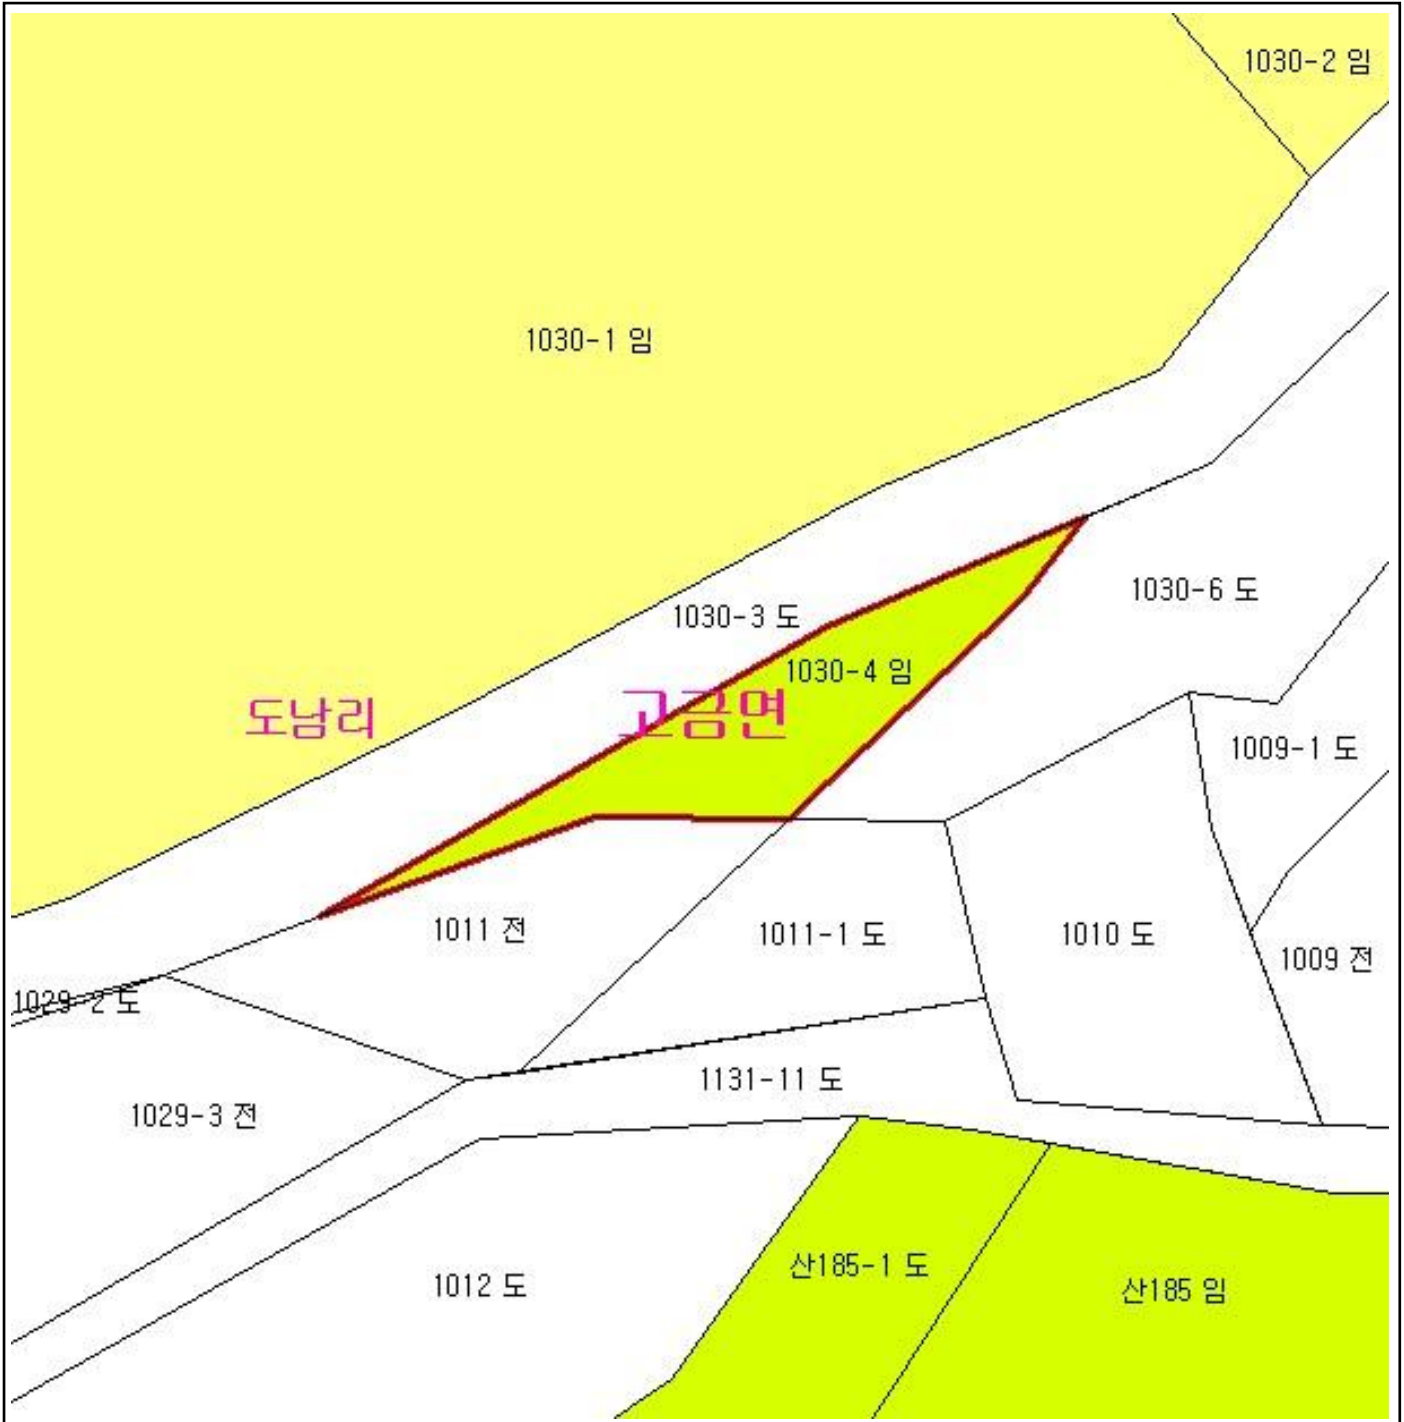 1030-2 임
1030-1 임
1030-6 도
1030-3 도
1030-4 임
도남리
고금면
1009-1 도
1011 전
1011-1 도
1010 도
1009 전
1029-2 도
1131-11 도
1029-3 전
산185-1 도
1012 도
산185 임